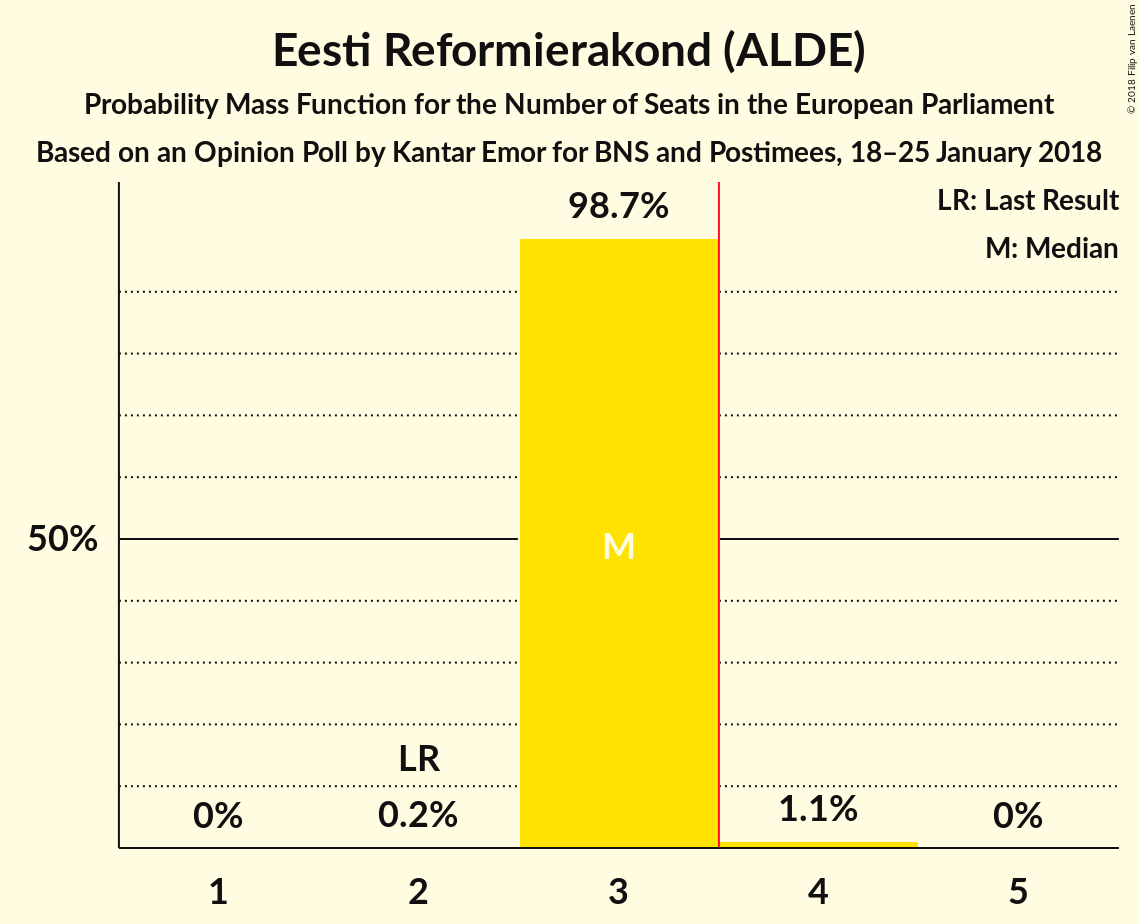 Eesti Reformierakond (ALDE)
Probability Mass Function for the Number of Seats in the European Parliament
Based on an Opinion Poll by Kantar Emor for BNS and Postimees, 18–25 January 2018
© 2018 Filip van Laenen
LR: Last Result
M: Median
98.7%
50%
M
LR
0%
0.2%
1.1%
0%
1
2
3
4
5